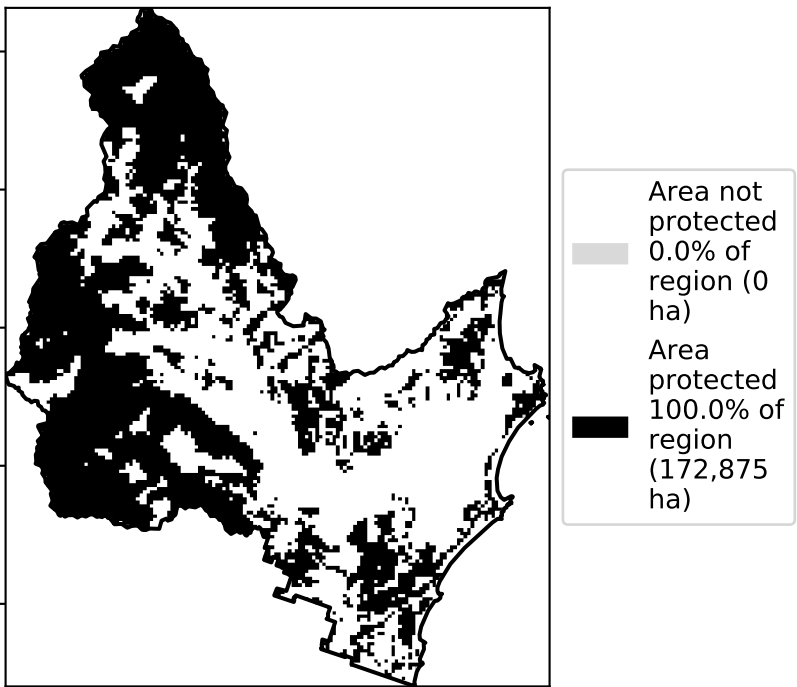 Area not
protected
0.0% of
region (0
ha)
Area
protected
100.0% of
region
(172,875
ha)